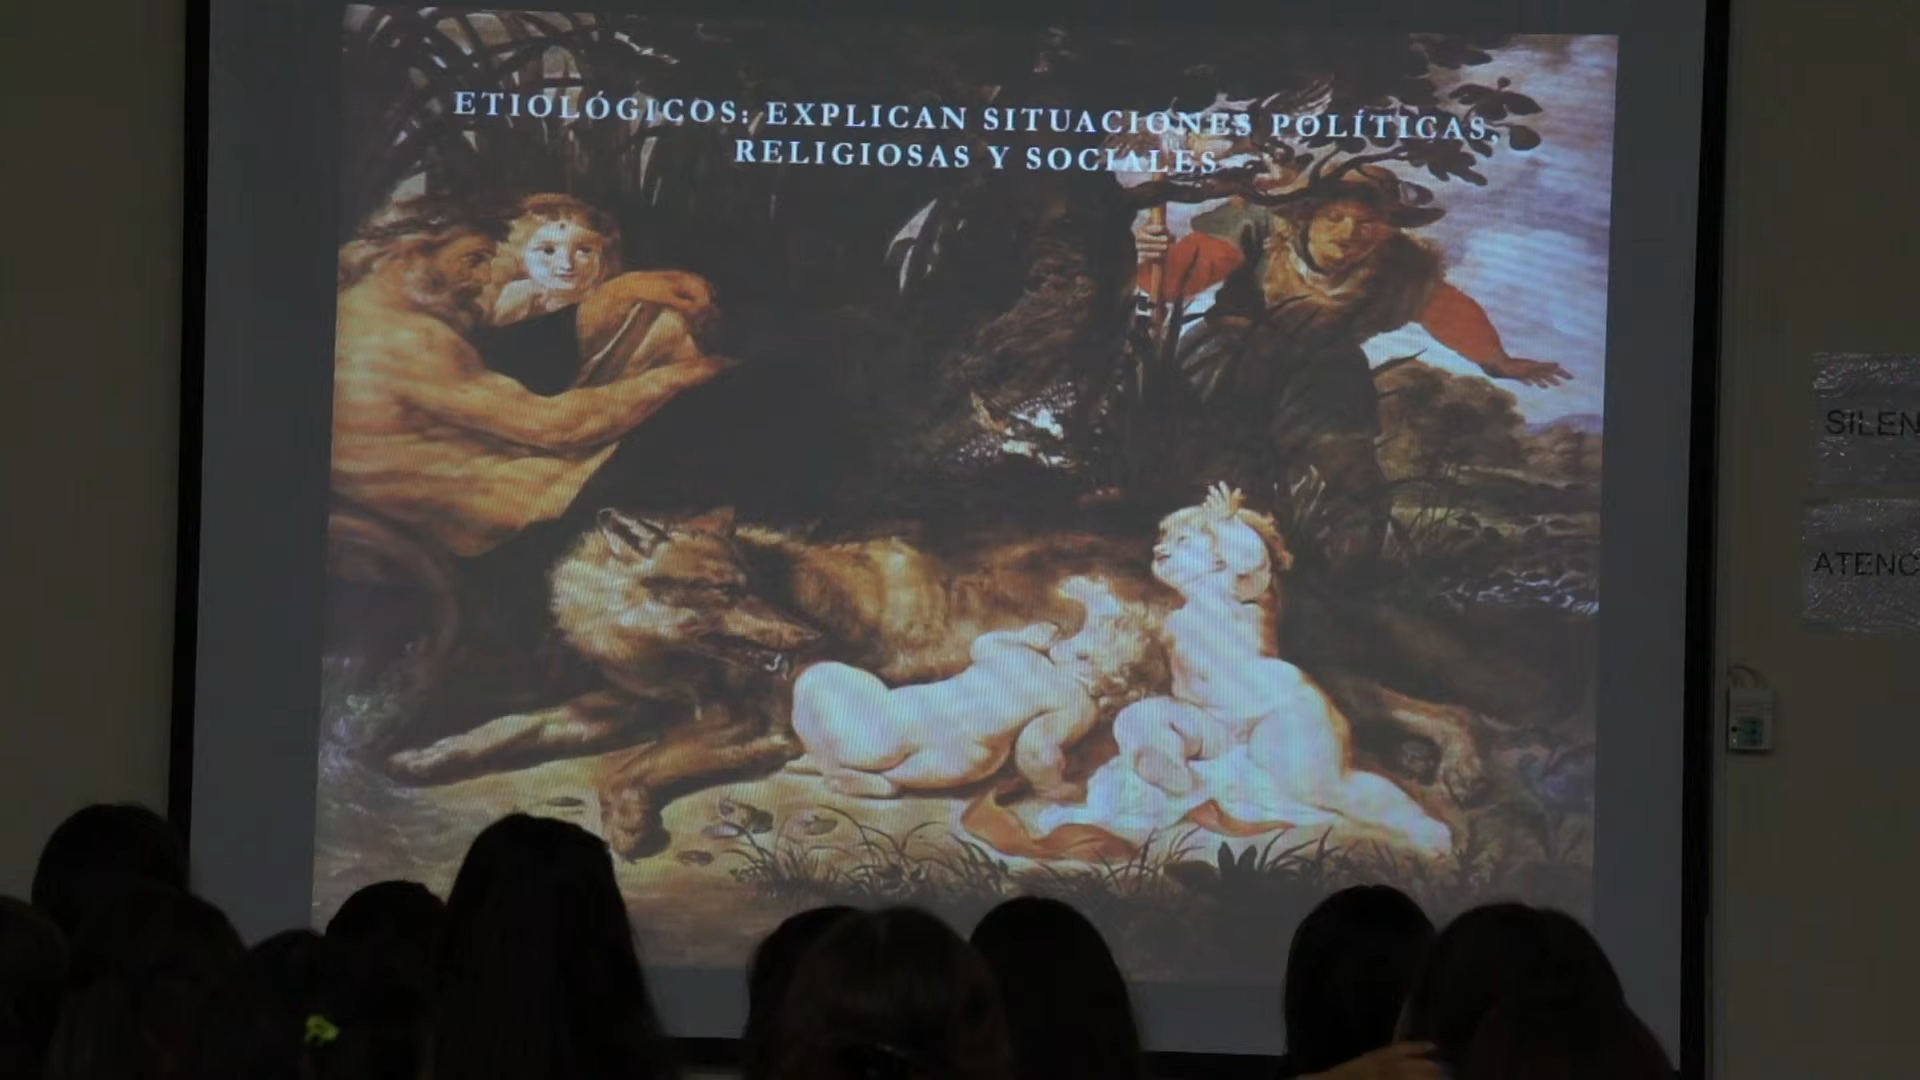 ETIOLÓGICOS: EXPLICAN SITUACIONES POLÍTICAS,
RELIGIOSAS Y SOCIALES
SILEN
ATENC